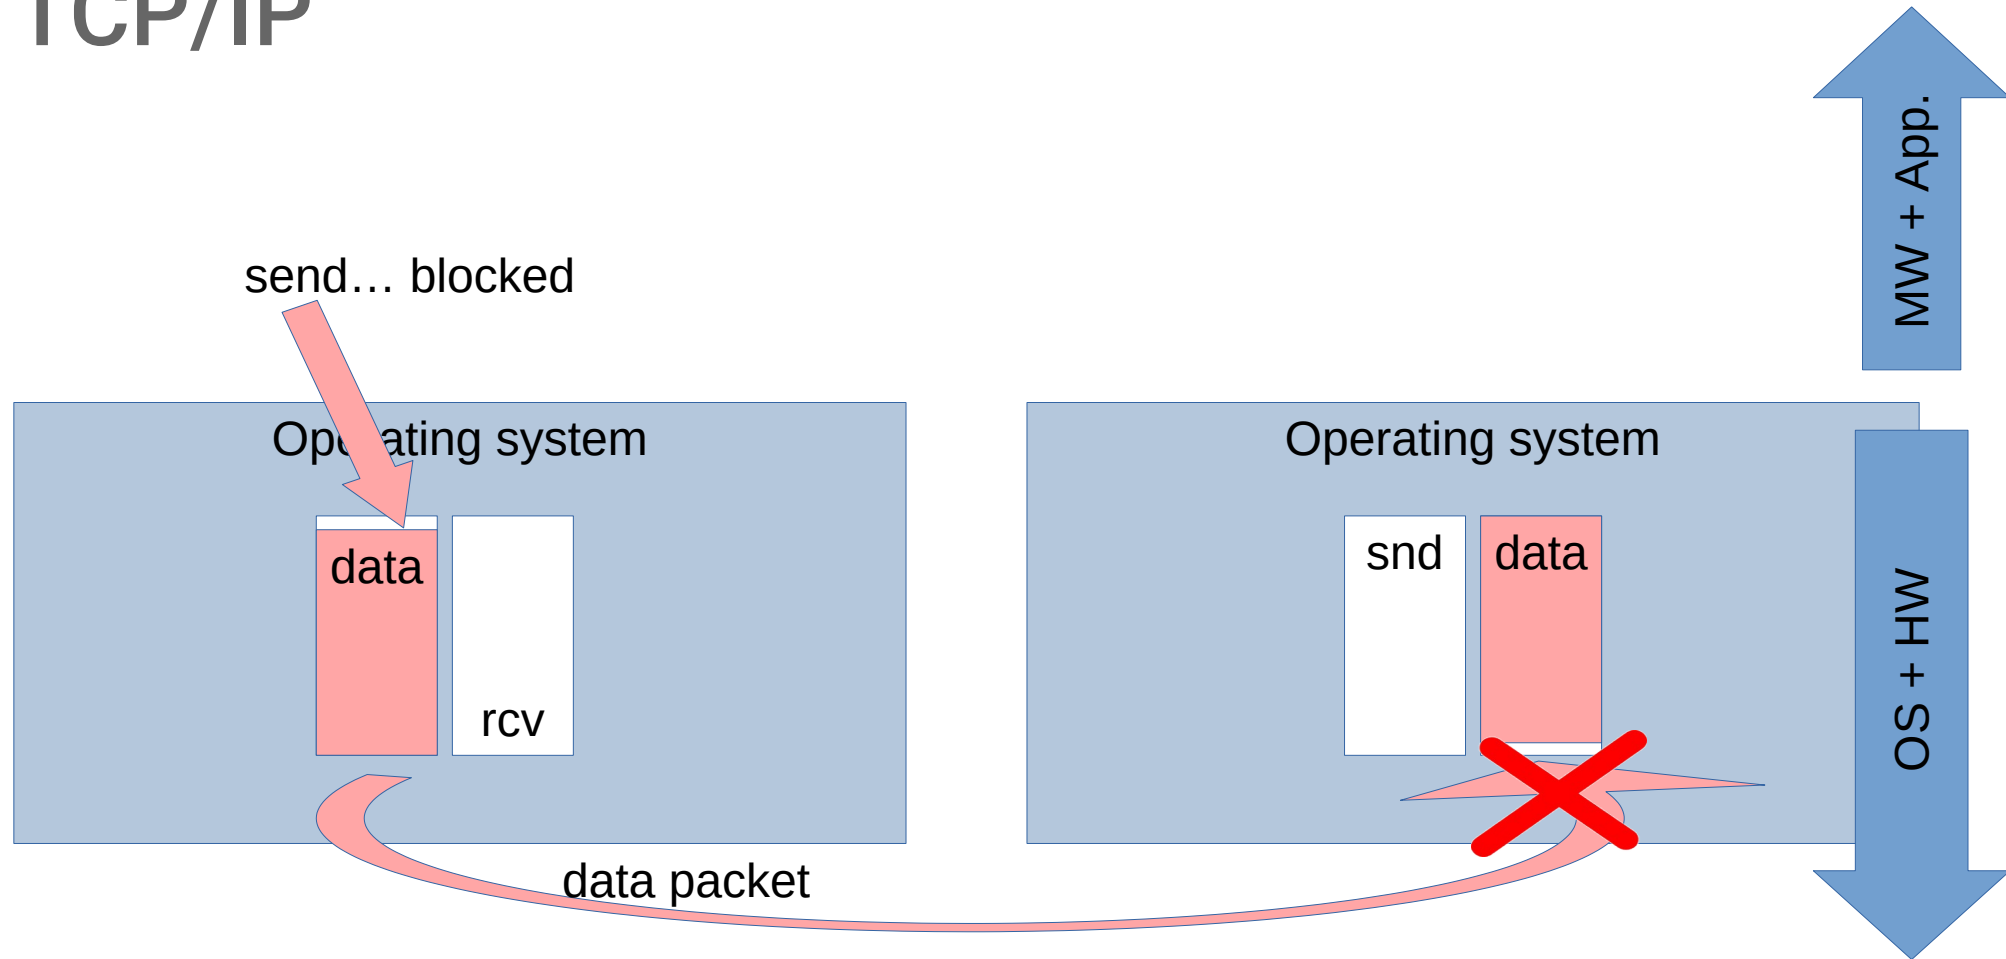 TCP/IP
MW + App.
send… blocked
Operating system
Operating system
data
rcv
snd
data
OS + HW
data packet